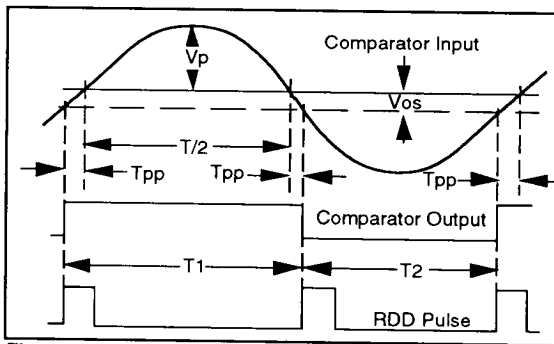 Comparator Input
Vp
Vos
T/2
Tpp
Tpp
Tpp
Comparator Output
T1
T2
RDD Pulse